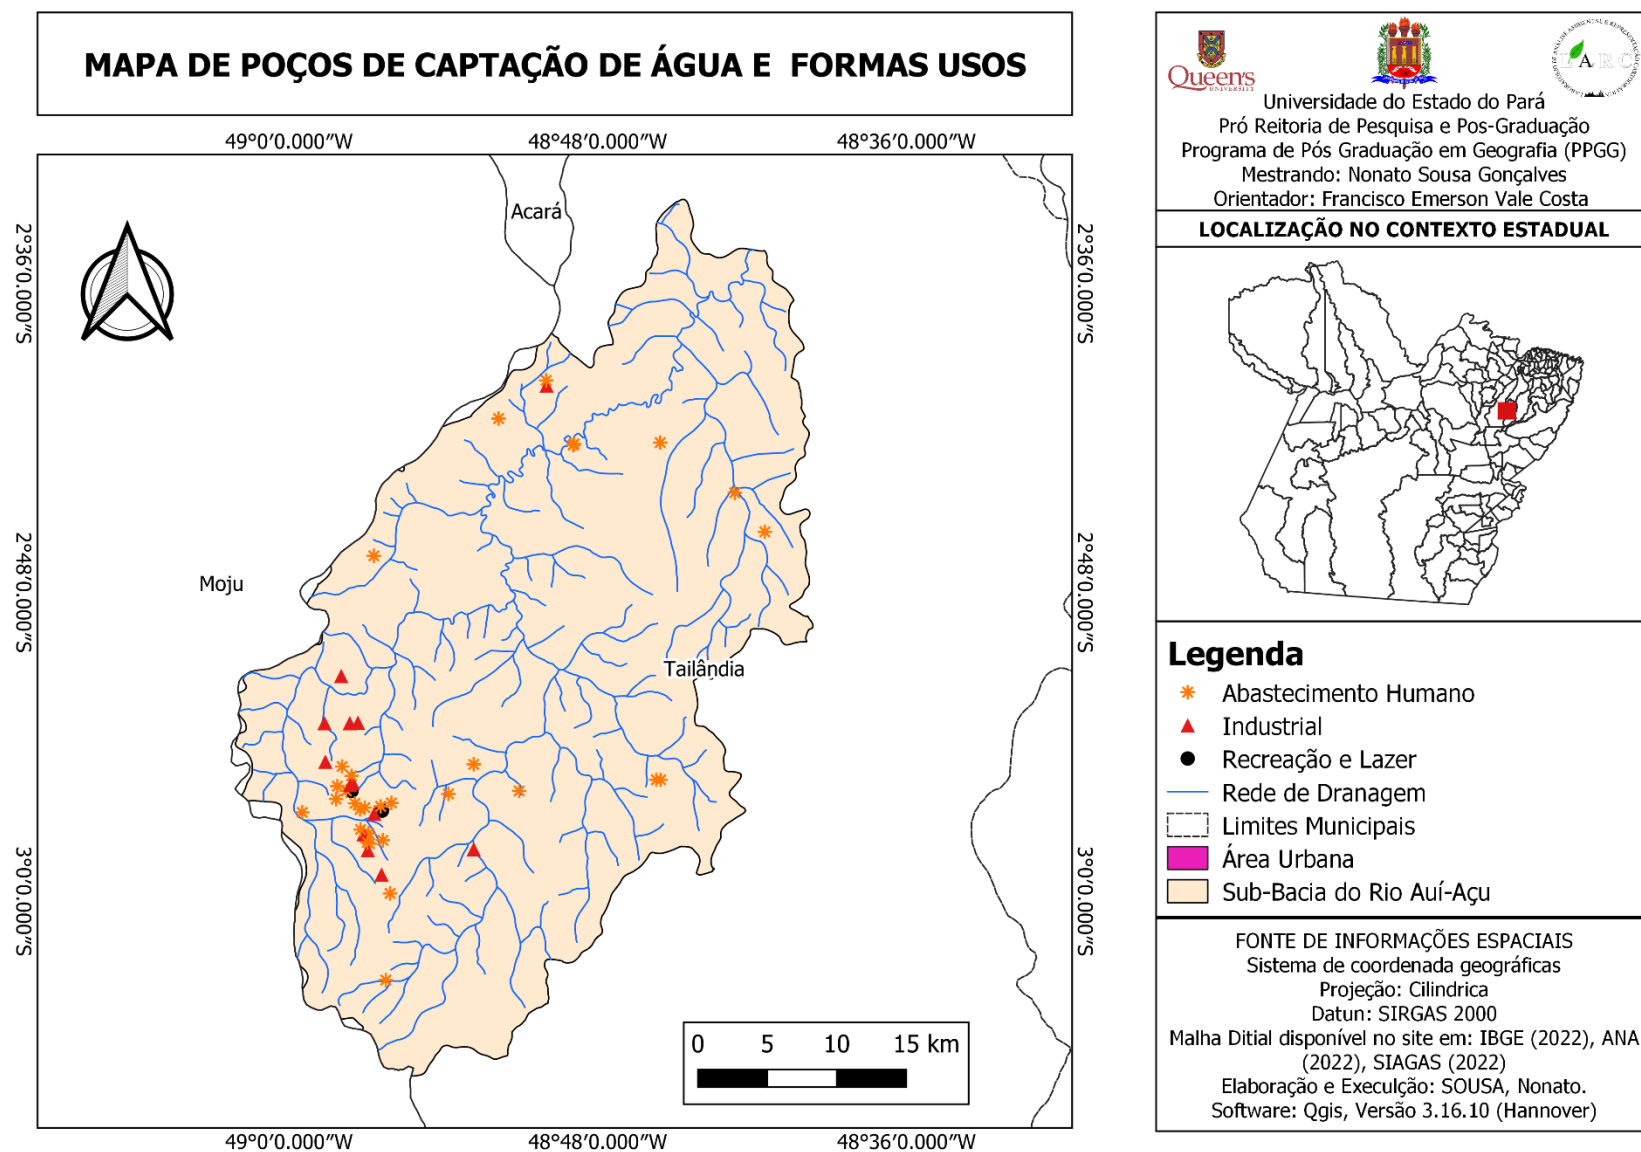 MAPA DE POÇOS DE CAPTAÇÃO DE ÁGUA E FORMAS USOS
49°0'0.000"W
48°48'0.000"W
48°36'0.000"W
2°36'0.000"S
2°48'0.000"S
3°0'0.000"S
Acará
Moju
Tailândia
2°36'0.000"S
2°48'0.000"S
3°0'0.000"S
0 5 10 15 km
49°0'0.000"W
48°48'0.000"W
48°36'0.000"W
Queen's
UNIVERSITY
LARC
Universidade do Estado do Pará
Pró Reitoria de Pesquisa e Pos-Graduação
Programa de Pós Graduação em Geografia (PPGG)
Mestrando: Nonato Sousa Gonçalves
Orientador: Francisco Emerson Vale Costa
LOCALIZAÇÃO NO CONTEXTO ESTADUAL
Legenda
Abastecimento Humano
Industrial
Recreação e Lazer
Rede de Dranagem
Limites Municipais
Área Urbana
Sub-Bacia do Rio Auí-Açu
FONTE DE INFORMAÇÕES ESPACIAIS
Sistema de coordenada geográficas
Projeção: Cilindrica
Datun: SIRGAS 2000
Malha Ditial disponível no site em: IBGE (2022), ANA
(2022), SIAGAS (2022)
Elaboração e Execulção: SOUSA, Nonato.
Software: Qgis, Versão 3.16.10 (Hannover)